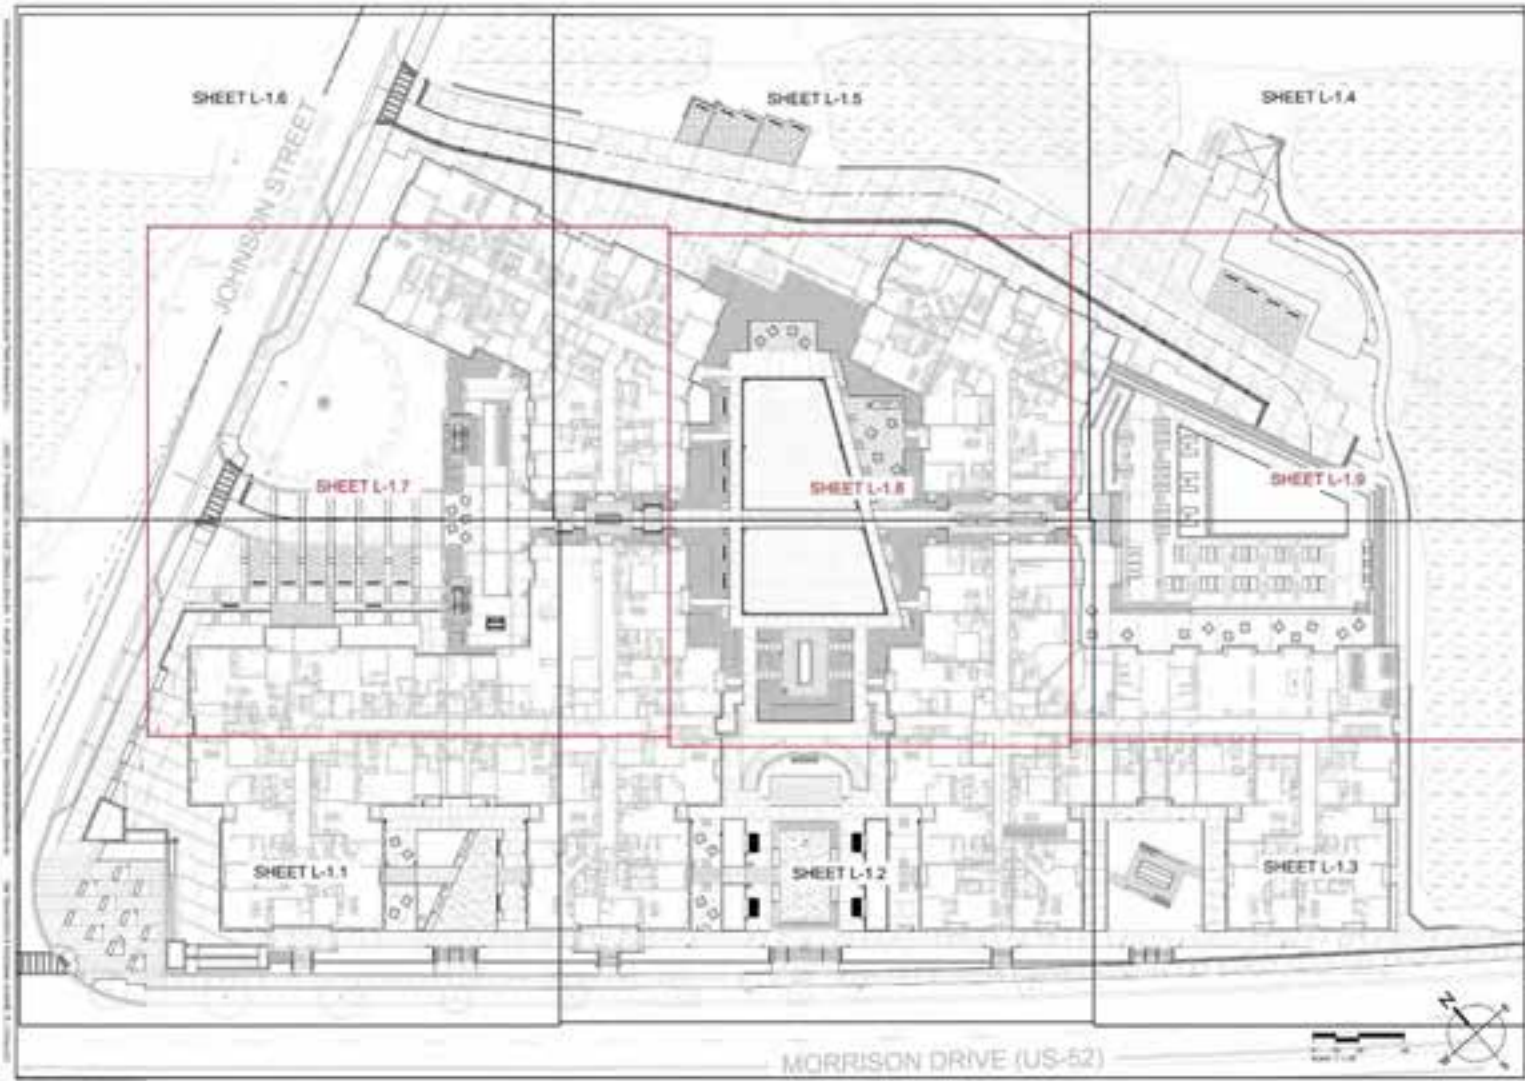 SHEET L-1.6
SHEET L-1.5
SHEET L-1.4
JOHNSON STREET
SHEET L-1.7
SHEET L-1.8
SHEET L-1.9
SHEET L-1.1
SHEET L-1.2
SHEET L-1.3
N
MORRISON DRIVE (US-52)